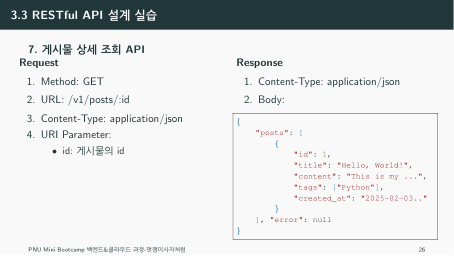 3.3 RESTful API 설계 실습
7. 게시물 상세 조회 API
Request
1. Method: GET
2. URL: /v1/posts/:id
3. Content-Type: application/json
4. URI Parameter:
• id: 게시물의 id
Response
1. Content-Type: application/json
2. Body:
{
"posts": [
{
"id": 1,
"title": "Hello, World!",
"content": "This is my ...",
"tags": ["Python"],
"created_at": "2025-02-03.."
}
], "error": null
}
PNU Mini Bootcamp 백엔드&클라우드 과정-멋쟁이사자처럼
26